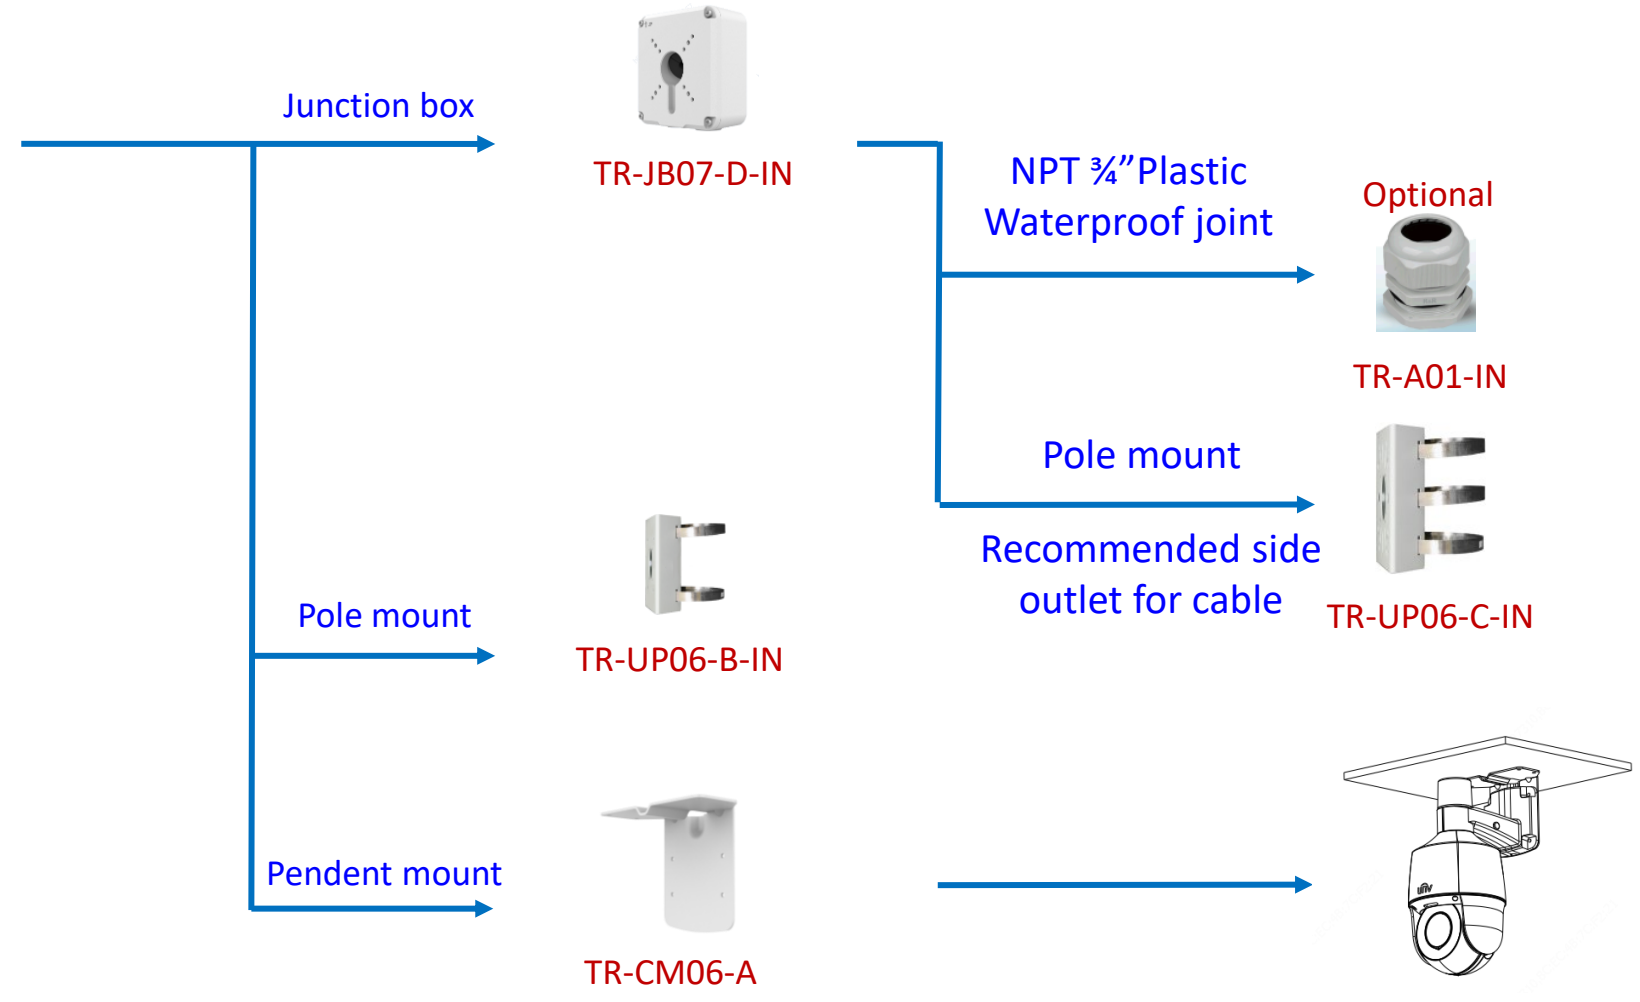 Junction box
TR-JB07-D-IN
NPT ¾”Plastic
Waterproof joint
Optional
TR-A01-IN
Pole mount
Recommended side
outlet for cable
TR-UP06-C-IN
Pole mount
TR-UP06-B-IN
Pendent mount
TR-CM06-A
unv